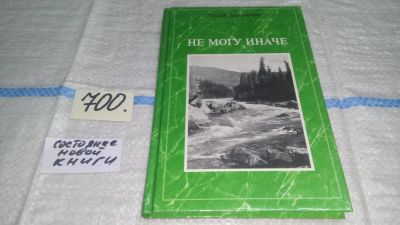 НЕ МОГУ ИНАЧЕ
700.
состояние
новой
книги